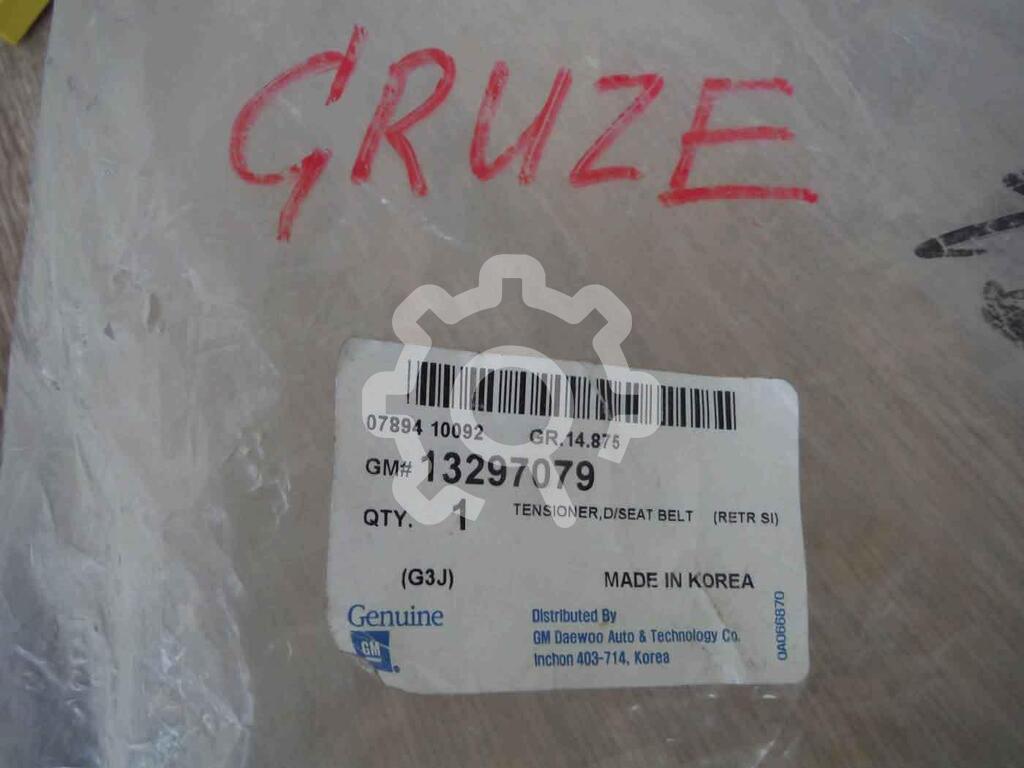 CRUZE
07894 10092 GR.14.875
GM# 13297079
QTY. 1 TENSIONER,D/SEAT BELT (RETR SI)
(G3J) MADE IN KOREA
Genuine
GM
Distributed By
GM Daewoo Auto & Technology Co.
Inchon 403-714, Korea
0A066870